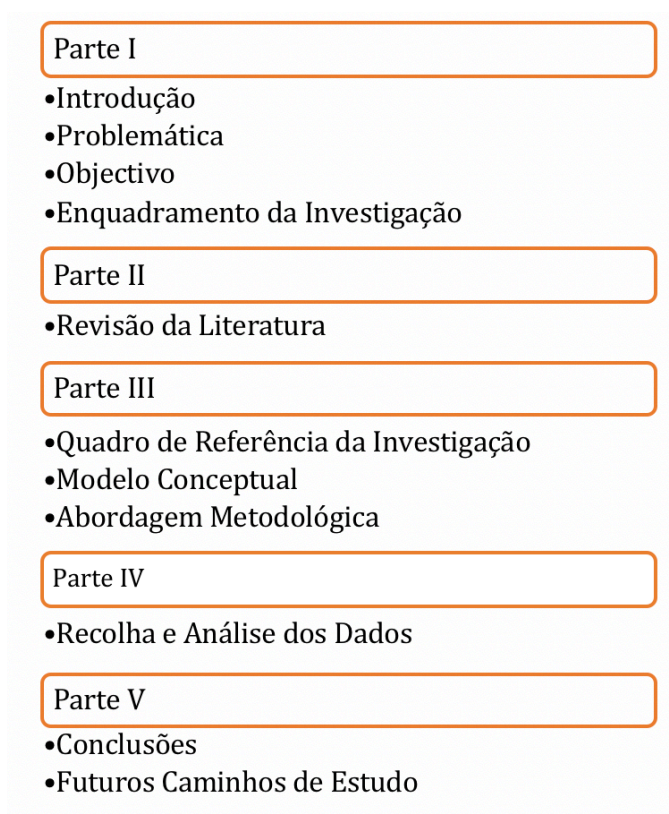 Parte I
•Introdução
•Problemática
•Objectivo
•Enquadramento da Investigação
Parte II
•Revisão da Literatura
Parte III
•Quadro de Referência da Investigação
•Modelo Conceptual
•Abordagem Metodológica
Parte IV
•Recolha e Análise dos Dados
Parte V
•Conclusões
•Futuros Caminhos de Estudo